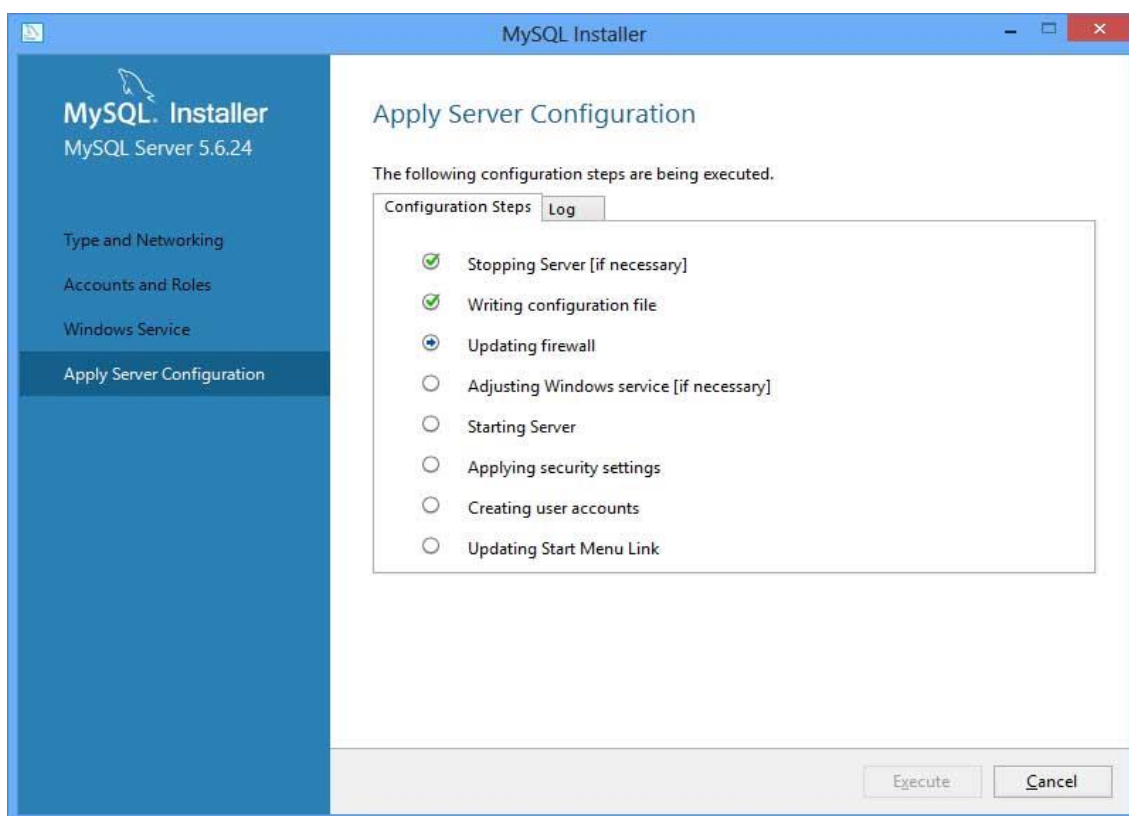 MySQL Installer
MySQL. Installer
MySQL Server 5.6.24
Type and Networking
Accounts and Roles
Windows Service
Apply Server Configuration
Apply Server Configuration
The following configuration steps are being executed.
Configuration Steps Log
Stopping Server [if necessary]
Writing configuration file
Updating firewall
Adjusting Windows service [if necessary]
Starting Server
Applying security settings
Creating user accounts
Updating Start Menu Link
Execute Cancel